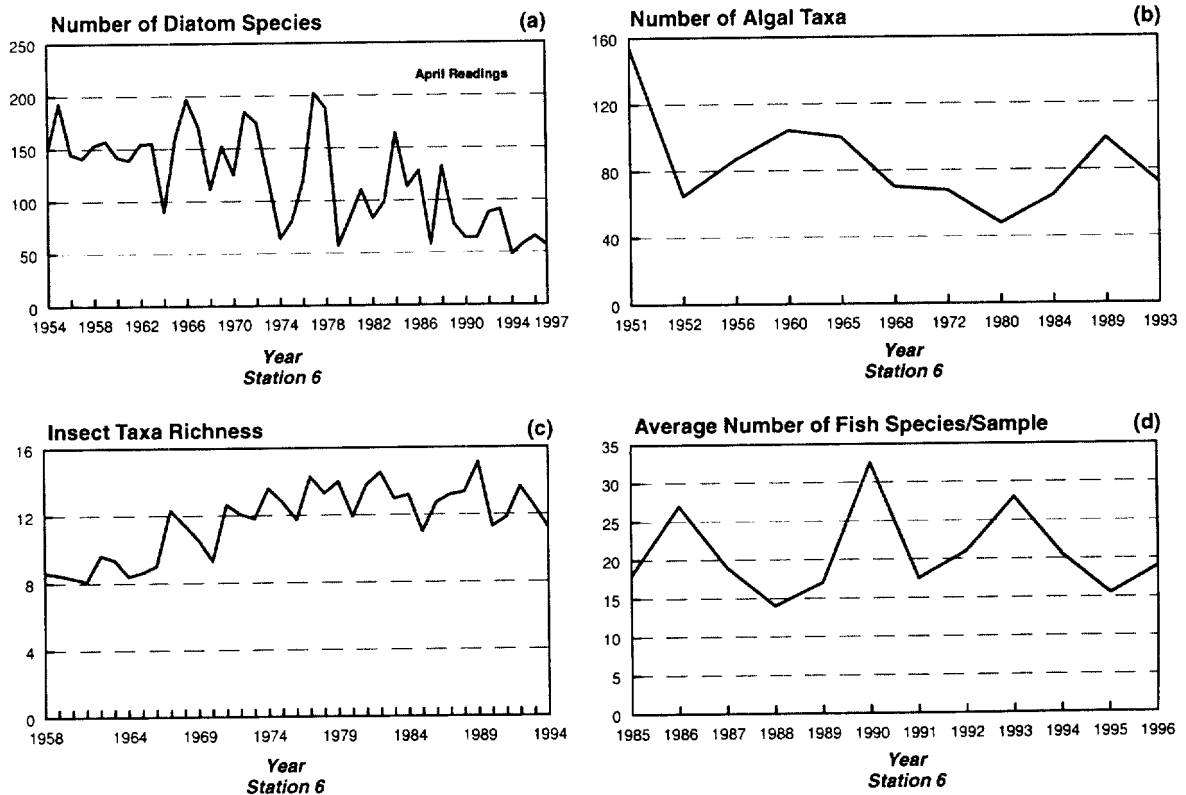 Number of Diatom Species (a)
250
200
150
100
50
0
April Readings
1954 1958 1962 1966 1970 1974 1978 1982 1986 1990 1994 1997
Year
Station 6
Number of Algal Taxa (b)
160
120
80
40
0
1951 1952 1956 1960 1965 1968 1972 1980 1984 1989 1993
Year
Station 6
Insect Taxa Richness (c)
16
12
8
4
0
1958 1964 1969 1974 1979 1984 1989 1994
Year
Station 6
Average Number of Fish Species/Sample (d)
35
30
25
20
15
10
5
0
1985 1986 1987 1988 1989 1990 1991 1992 1993 1994 1995 1996
Year
Station 6